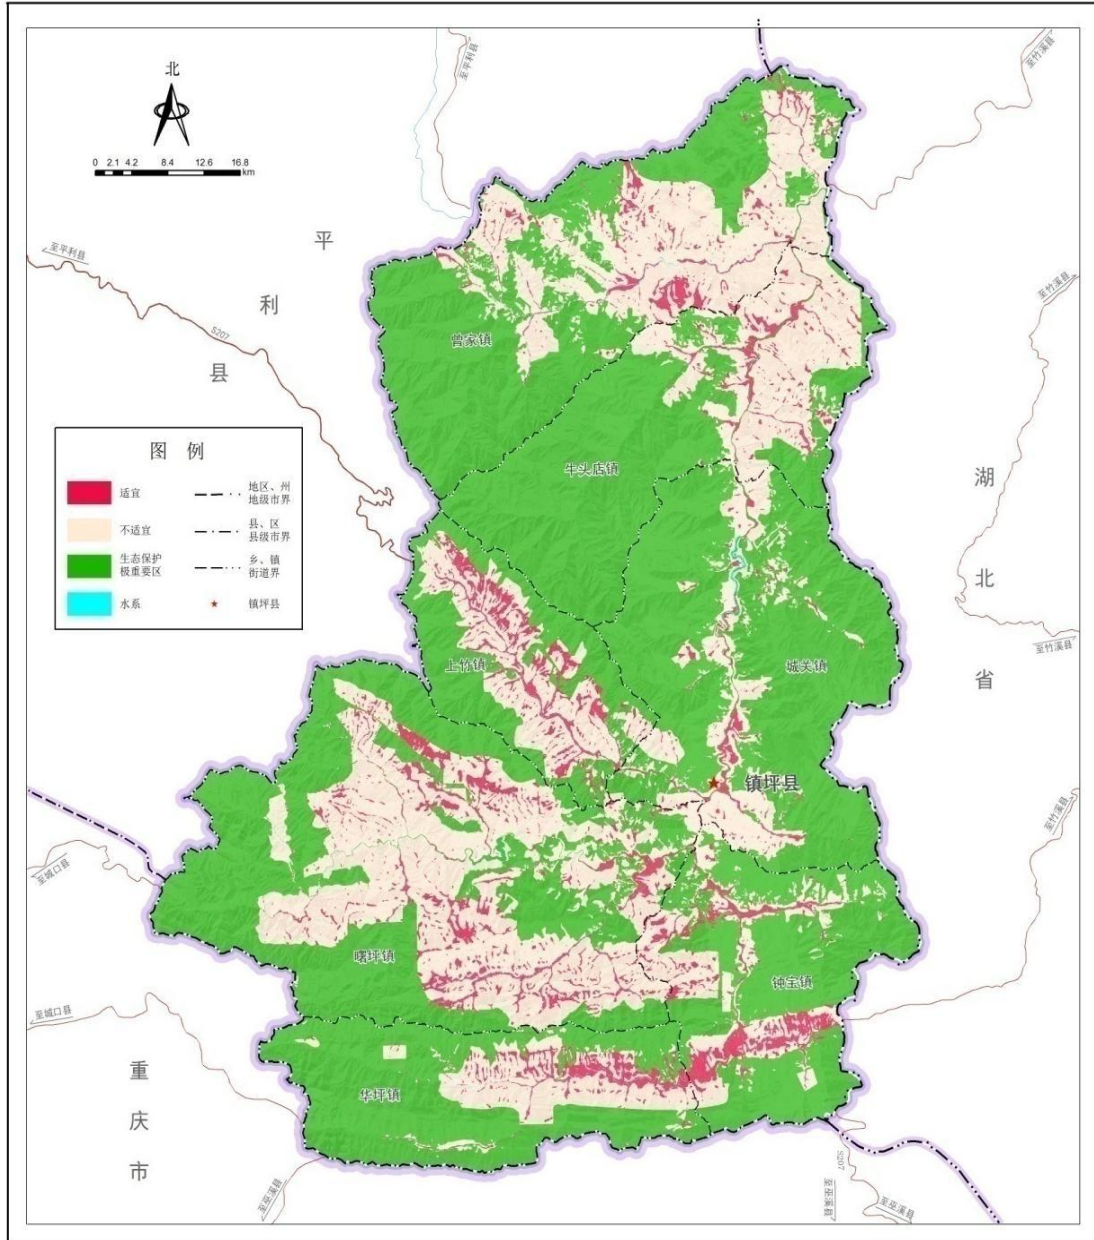 北
0 2.1 4.2 8.4 12.6 16.8
km
至平利县
至竹溪县
平
利
县
至平利县
S207
至竹溪县
曾家镇
图 例
适宜
地区、州
地级市界
不适宜
县、区
县级市界
生态保护
极重要区
乡、镇
街道界
水系
镇坪县
牛头店镇
湖
北
省
至竹溪县
上竹镇
城关镇
镇坪县
至竹溪县
至城口县
曙坪镇
钟宝镇
至城口县
重
庆
市
华坪镇
至巫溪县
S207
至巫溪县
至巫溪县